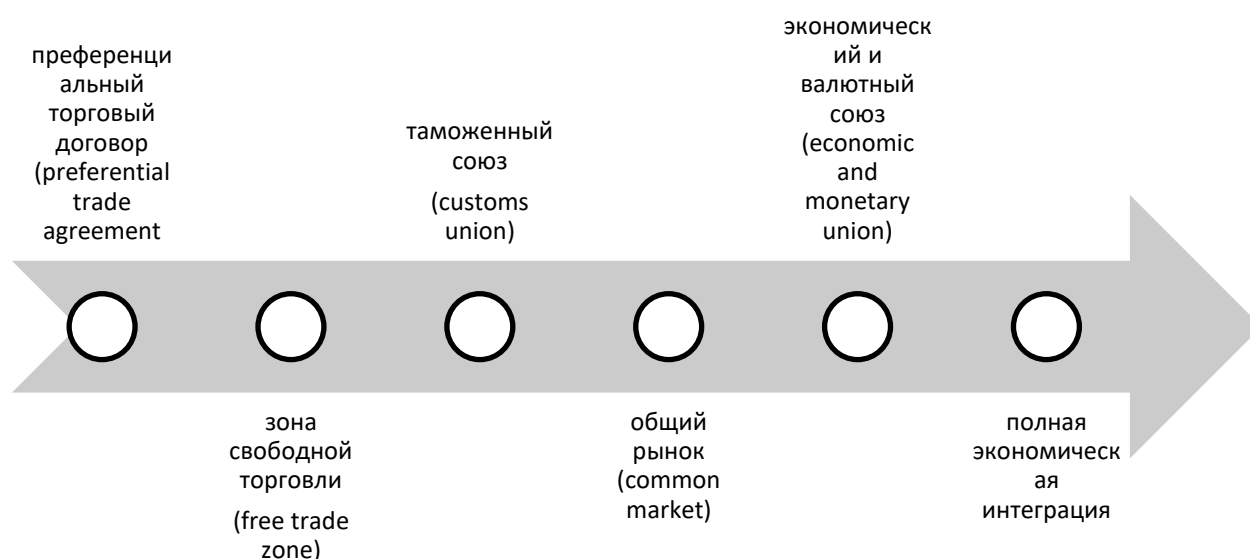 преференци
альный
торговый
договор
(preferential
trade
agreement
зона
свободной
торговли
(free trade
zone)
таможенный
союз
(customs
union)
общий
рынок
(common
market)
экономическ
ий и
валютный
союз
(economic
and
monetary
union)
полная
экономическ
ая
интеграция